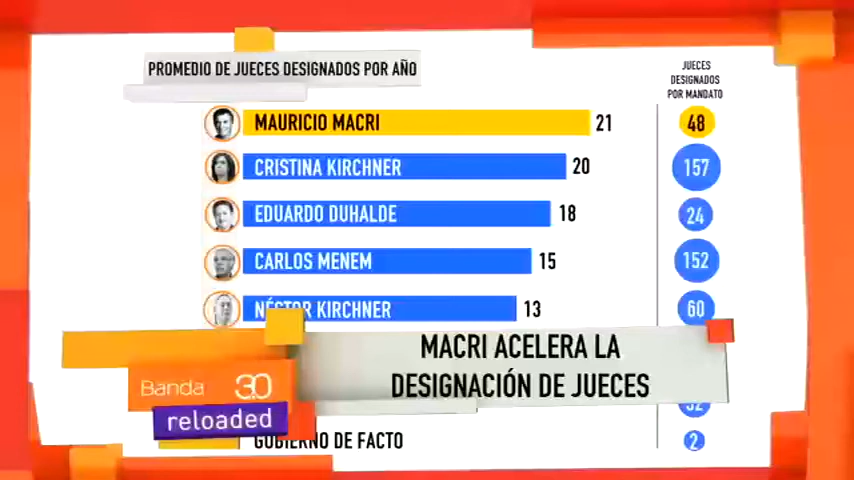 PROMEDIO DE JUECES DESIGNADOS POR AÑO
JUECES
DESIGNADOS
POR MANDATO
MAURICIO MACRI 21 48
CRISTINA KIRCHNER 20 157
EDUARDO DUHALDE 18 24
CARLOS MENEM 15 152
NÉSTOR KIRCHNER 13 60
MACRI ACELERA LA
DESIGNACIÓN DE JUECES
Banda 3.0
reloaded
GOBIERNO DE FACTO 2